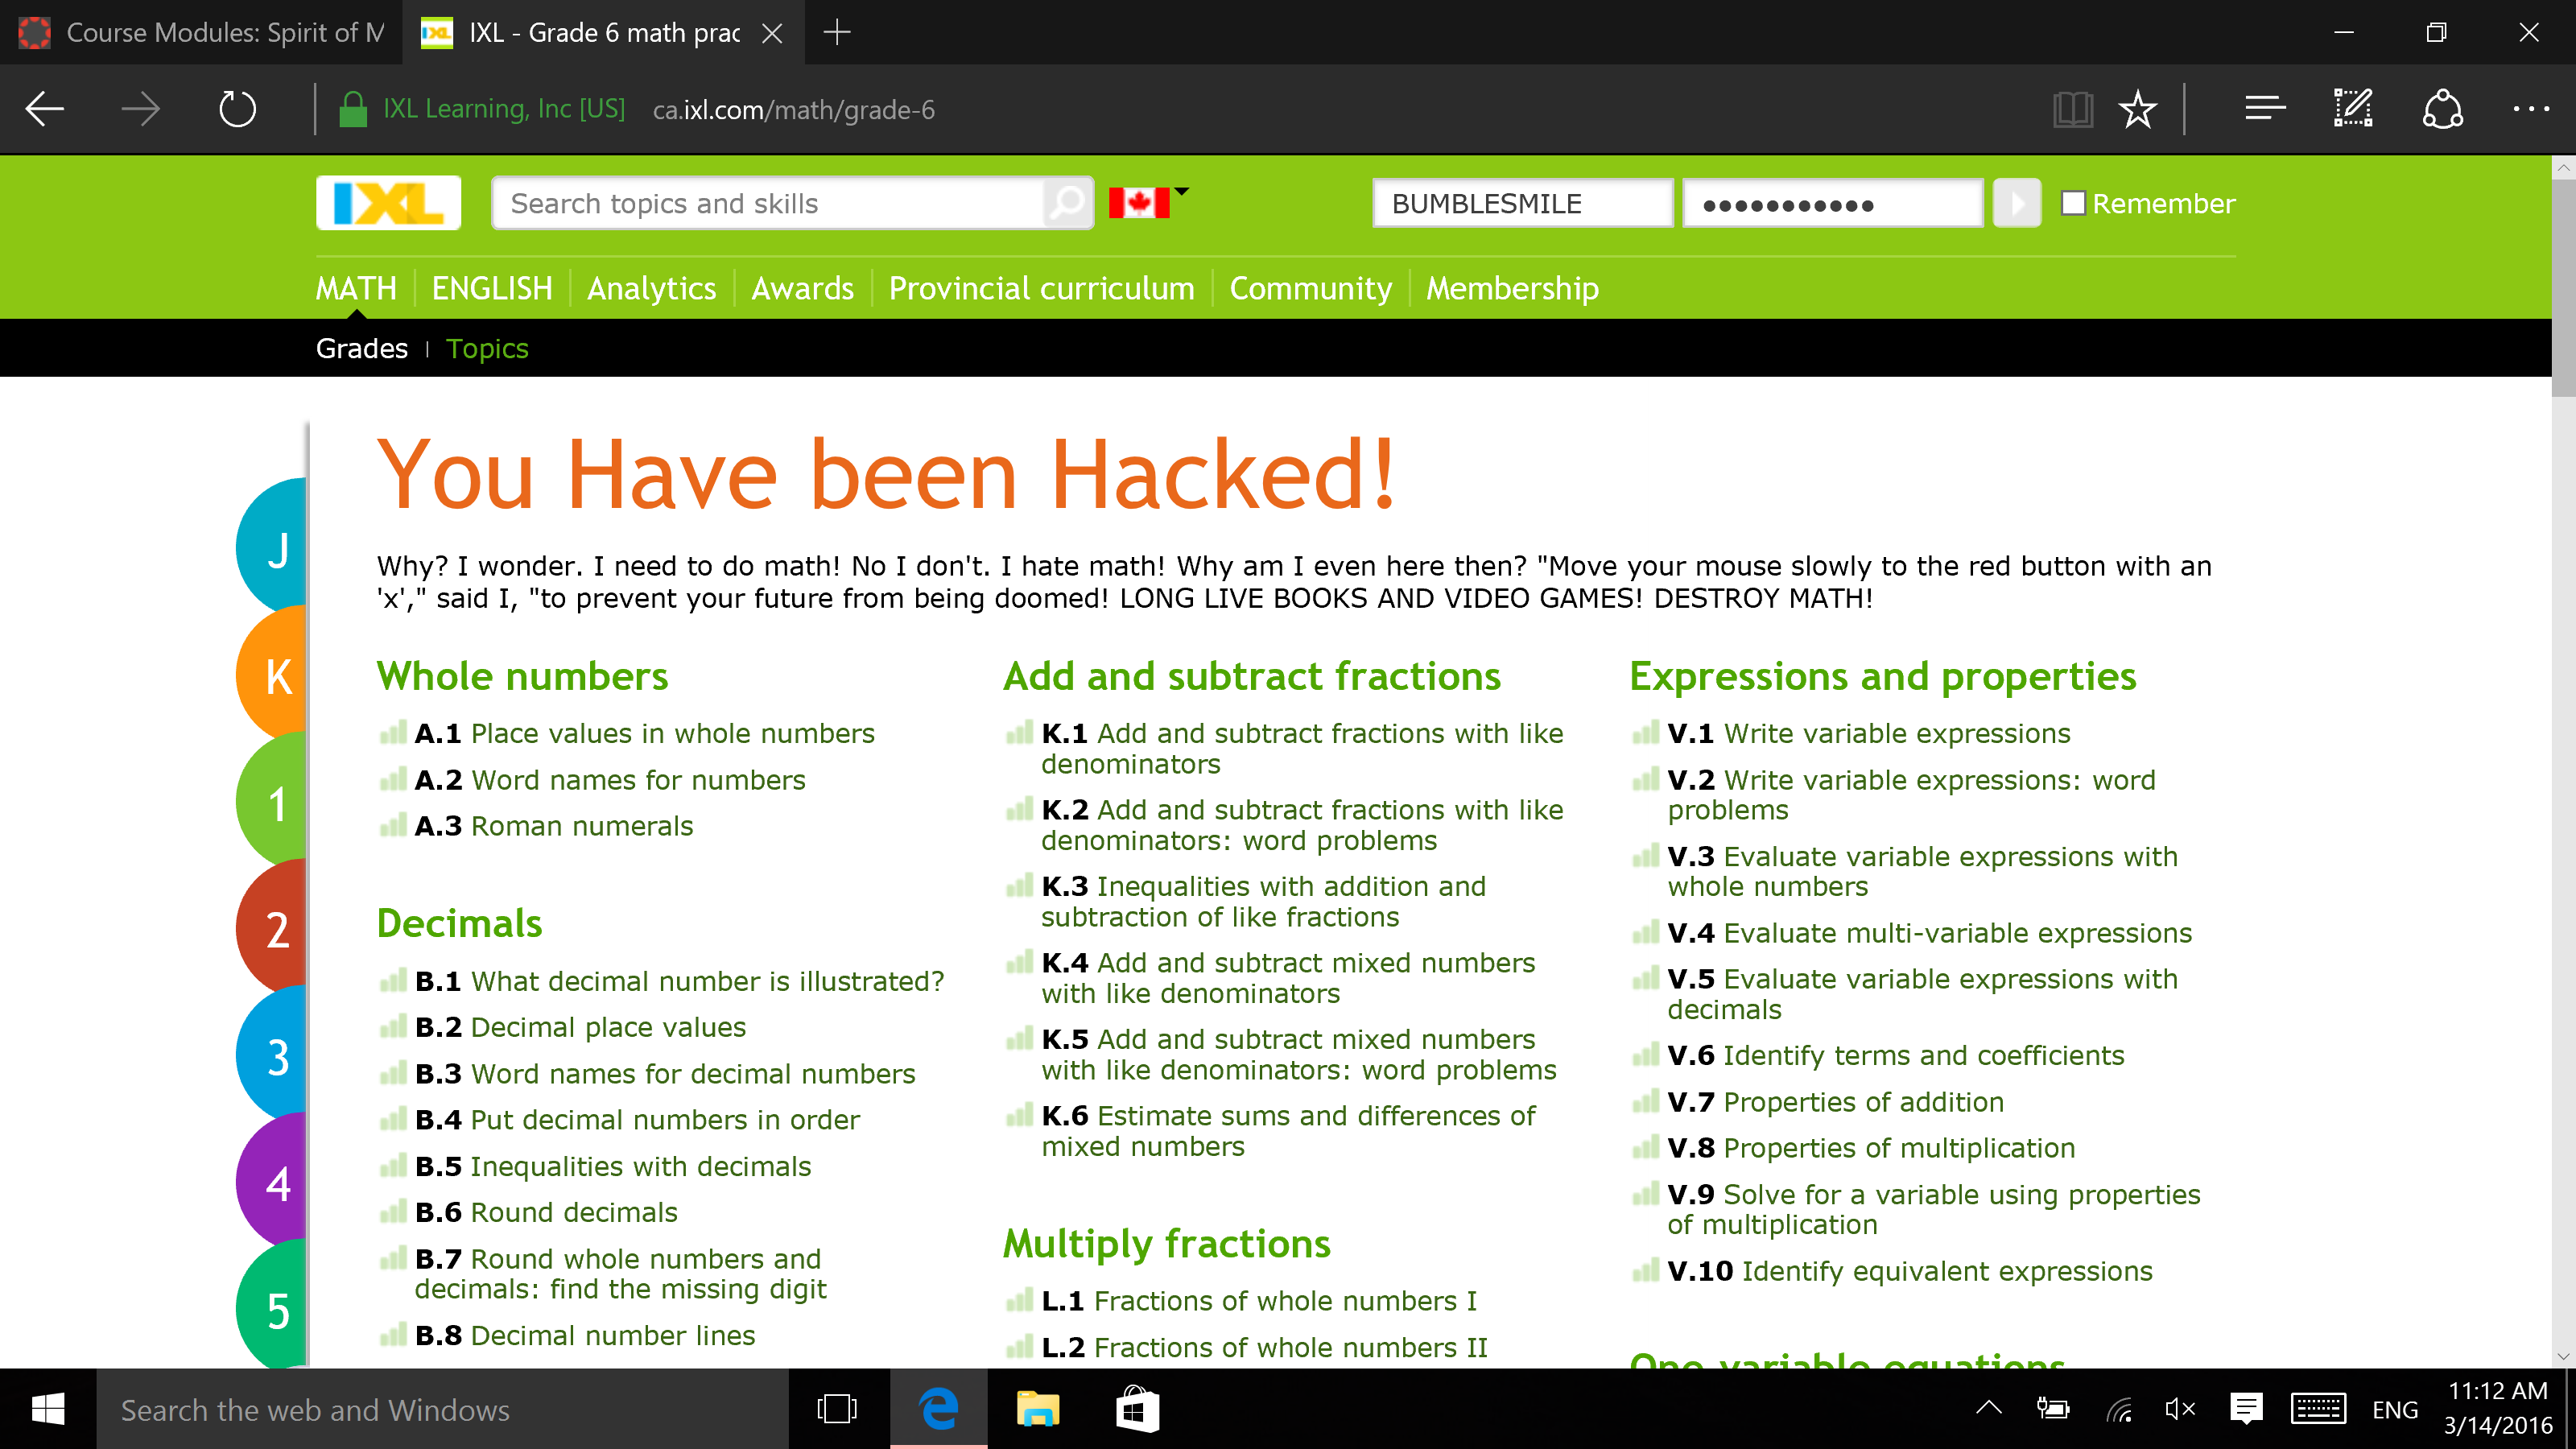 Course Modules: Spirit of M
IXL - Grade 6 math prac
IXL Learning, Inc [US] ca.ixl.com/math/grade-6
IXL Search topics and skills BUMBLESMILE ••••••••••• Remember
MATH ENGLISH Analytics Awards Provincial curriculum Community Membership
Grades Topics
You Have been Hacked!
Why? I wonder. I need to do math! No I don't. I hate math! Why am I even here then? "Move your mouse slowly to the red button with an
'x'," said I, "to prevent your future from being doomed! LONG LIVE BOOKS AND VIDEO GAMES! DESTROY MATH!
J
K
1
2
3
4
5
Whole numbers
A.1 Place values in whole numbers
A.2 Word names for numbers
A.3 Roman numerals
Decimals
B.1 What decimal number is illustrated?
B.2 Decimal place values
B.3 Word names for decimal numbers
B.4 Put decimal numbers in order
B.5 Inequalities with decimals
B.6 Round decimals
B.7 Round whole numbers and
decimals: find the missing digit
B.8 Decimal number lines
Add and subtract fractions
K.1 Add and subtract fractions with like
denominators
K.2 Add and subtract fractions with like
denominators: word problems
K.3 Inequalities with addition and
subtraction of like fractions
K.4 Add and subtract mixed numbers
with like denominators
K.5 Add and subtract mixed numbers
with like denominators: word problems
K.6 Estimate sums and differences of
mixed numbers
Multiply fractions
L.1 Fractions of whole numbers I
L.2 Fractions of whole numbers II
Expressions and properties
V.1 Write variable expressions
V.2 Write variable expressions: word
problems
V.3 Evaluate variable expressions with
whole numbers
V.4 Evaluate multi-variable expressions
V.5 Evaluate variable expressions with
decimals
V.6 Identify terms and coefficients
V.7 Properties of addition
V.8 Properties of multiplication
V.9 Solve for a variable using properties
of multiplication
V.10 Identify equivalent expressions
One-variable equations
Search the web and Windows
ENG
11:12 AM
3/14/2016